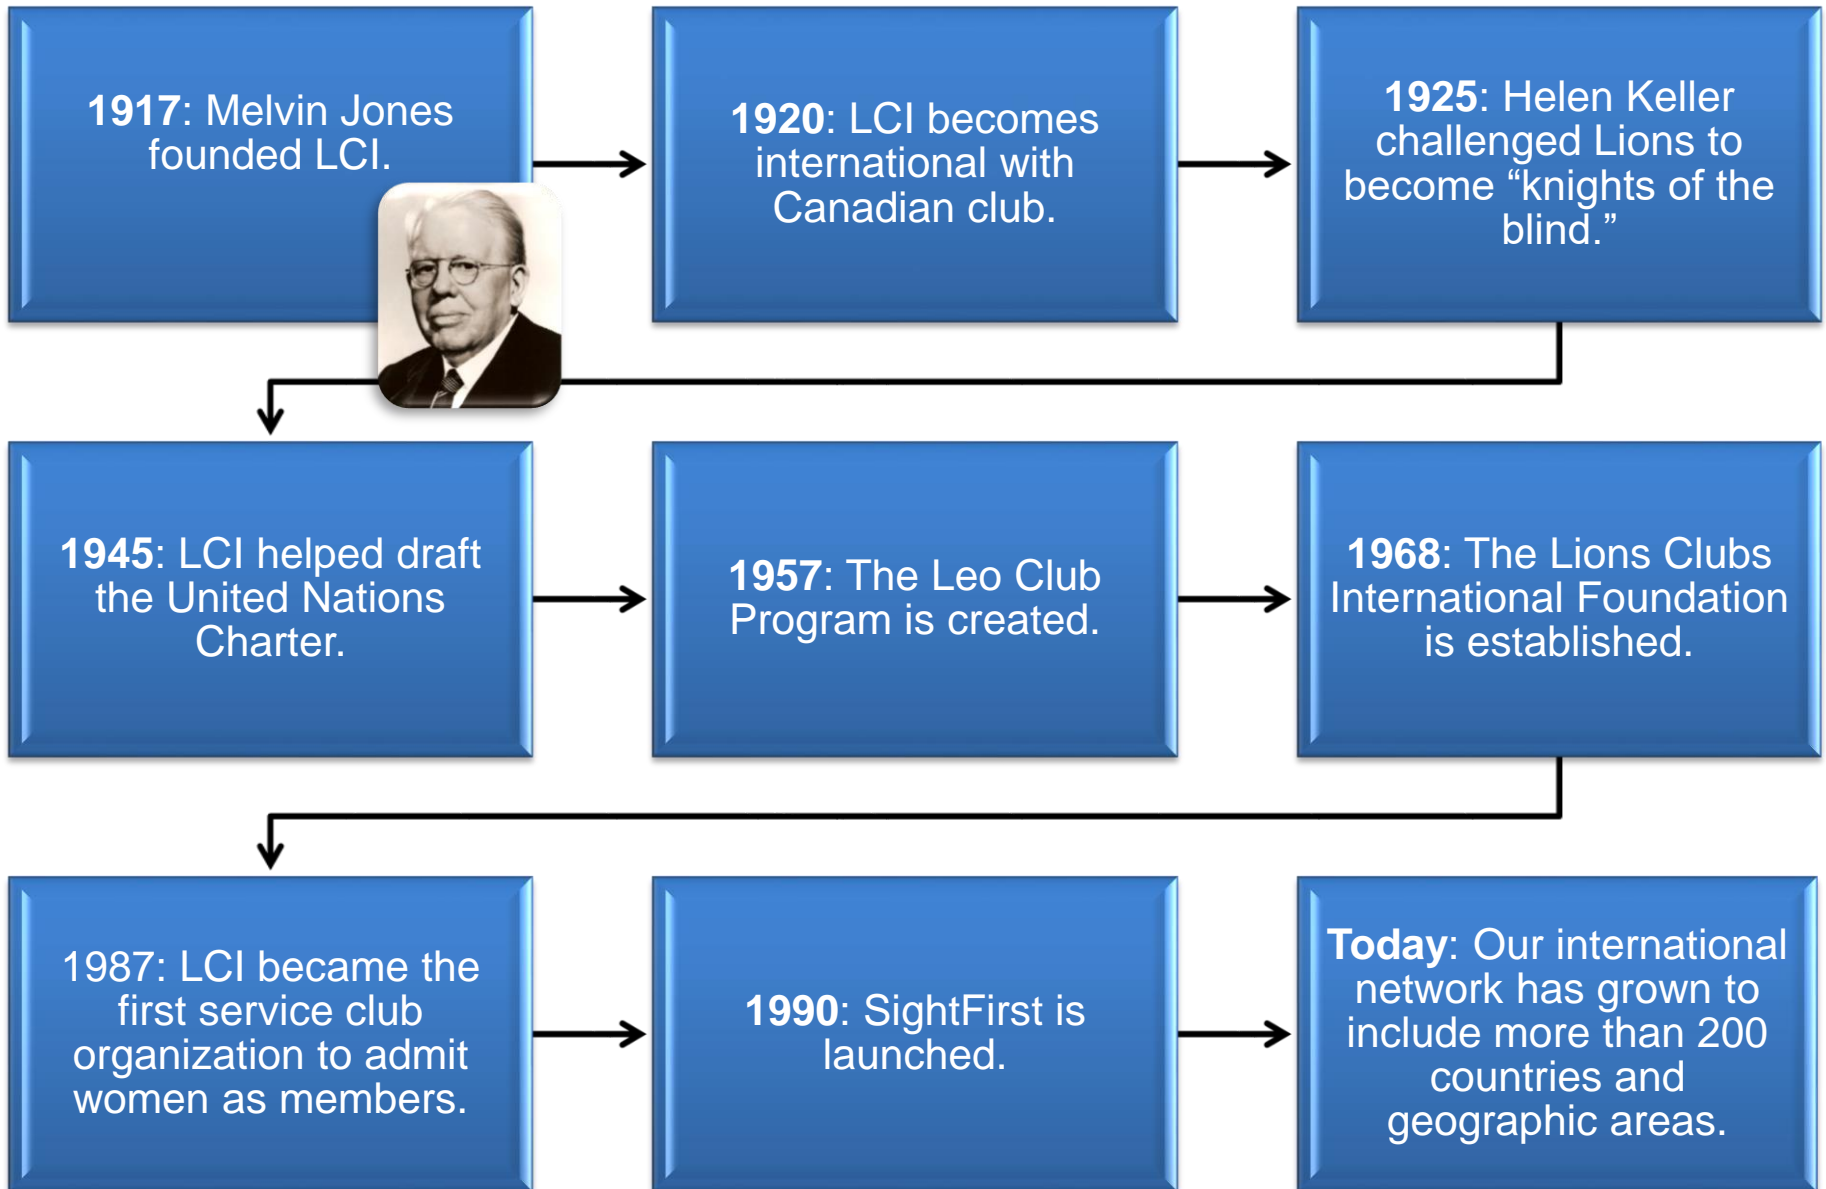 1917: Melvin Jones
founded LCI.
1920: LCI becomes
international with
Canadian club.
1925: Helen Keller
challenged Lions to
become “knights of the
blind.”
1945: LCI helped draft
the United Nations
Charter.
1957: The Leo Club
Program is created.
1968: The Lions Clubs
International Foundation
is established.
1987: LCI became the
first service club
organization to admit
women as members.
1990: SightFirst is
launched.
Today: Our international
network has grown to
include more than 200
countries and
geographic areas.